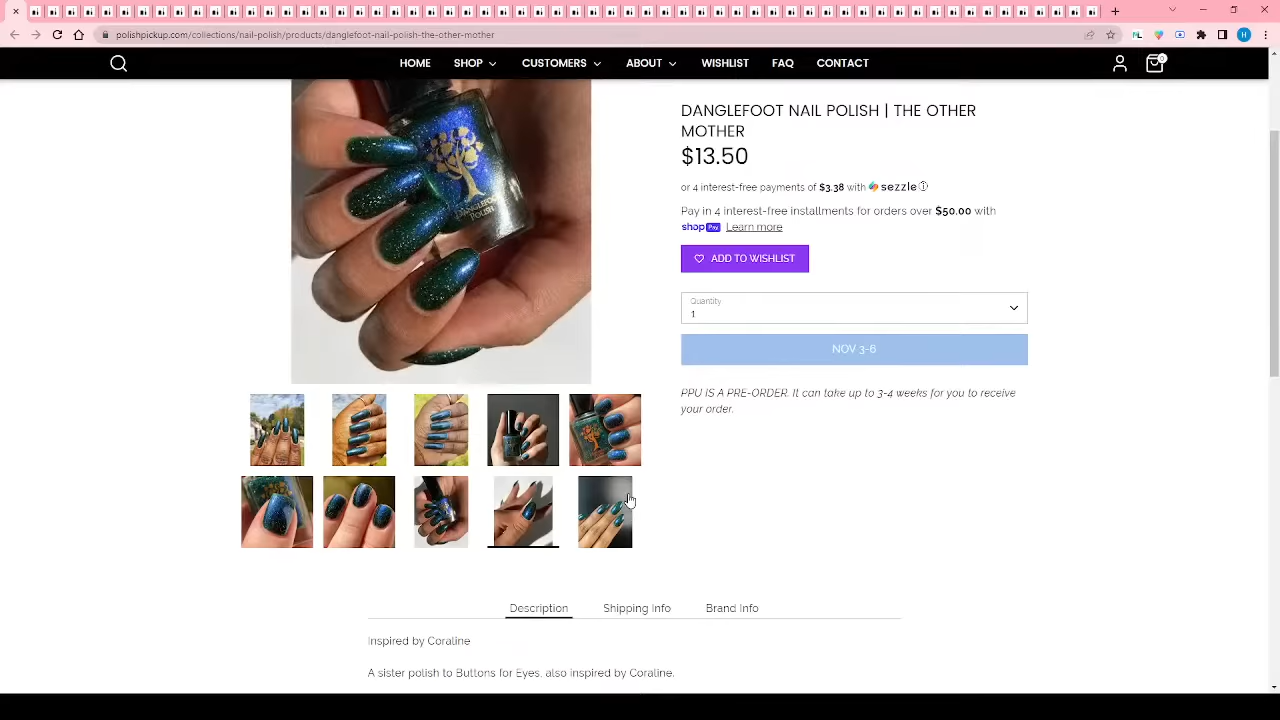 polishpickup.com/collections/nail-polish/products/danglefoot-nail-polish-the-other-mother
HOME SHOP CUSTOMERS ABOUT WISHLIST FAQ CONTACT
0
DANGLEFOOT NAIL POLISH | THE OTHER
MOTHER
$13.50
or 4 interest-free payments of $3.38 with sezzle
Pay in 4 interest-free installments for orders over $50.00 with
shop Pay Learn more
ADD TO WISHLIST
Quantity
1
NOV 3-6
PPU IS A PRE-ORDER. It can take up to 3-4 weeks for you to receive
your order.
DANGLEFOOT
POLISH
Description Shipping Info Brand Info
Inspired by Coraline
A sister polish to Buttons for Eyes, also inspired by Coraline.